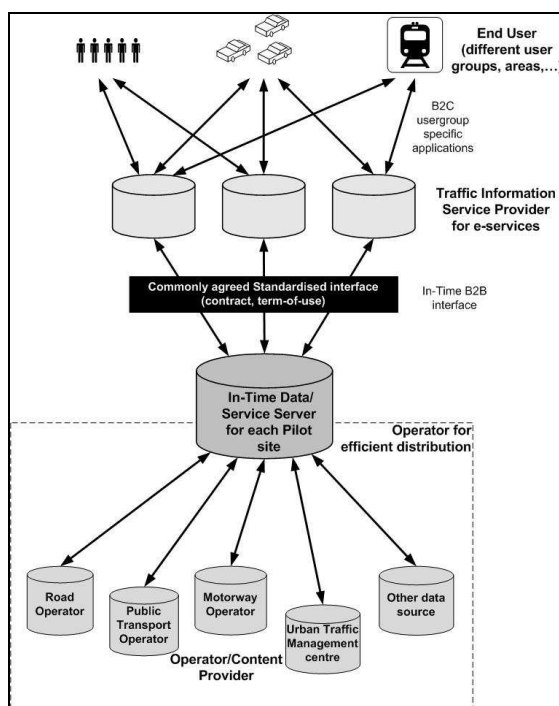 End User
(different user
groups, areas,...)
B2C
usergroup
specific
applications
Traffic Information
Service Provider
for e-services
Commonly agreed Standardised interface
(contract, term-of-use)
In-Time B2B
interface
In-Time Data/
Service Server
for each Pilot
site
Operator for
efficient distribution
Road
Operator
Public
Transport
Operator
Motorway
Operator
Urban Traffic
Management
centre
Other data
source
Operator/Content
Provider